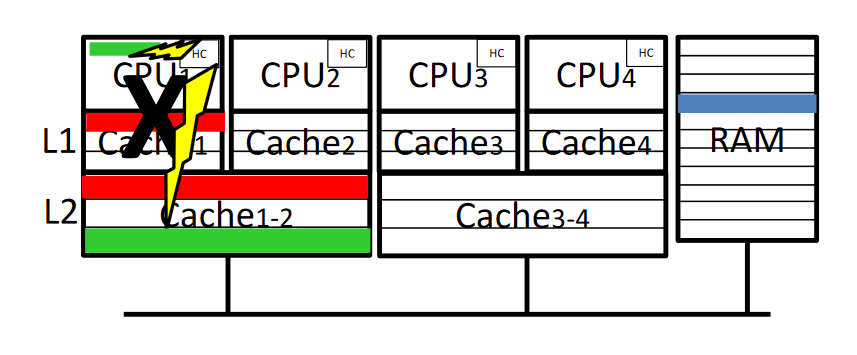 HC HC HC HC
CPU1 CPU2 CPU3 CPU4
RAM
L1 Cache1 Cache2 Cache3 Cache4
L2 Cache1-2 Cache3-4